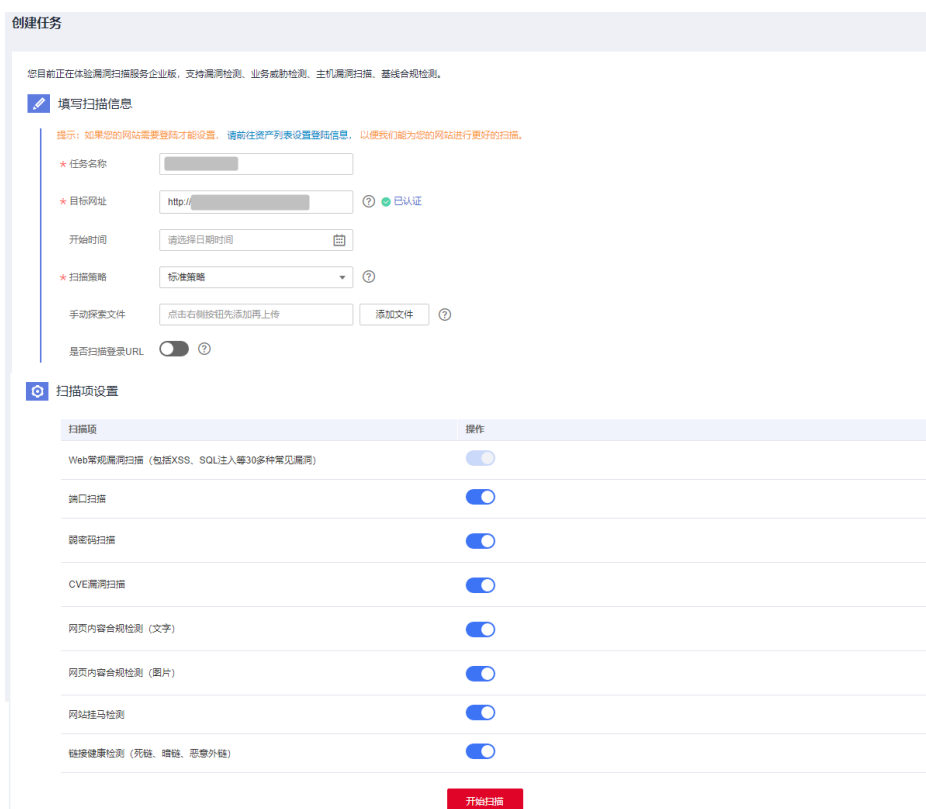 创建任务
您目前正在体验漏洞扫描服务企业版，支持漏洞检测、业务威胁检测、主机漏洞扫描、基线合规检测。
填写扫描信息
提示：如果您的网站需要登陆才能设置，请前往资产列表设置登陆信息，以便我们能为您的网站进行更好的扫描。
* 任务名称
* 目标网址 http:// ? 已认证
开始时间 请选择日期时间
* 扫描策略 标准策略 ?
手动探索文件 点击右侧按钮先添加再上传 添加文件 ?
是否扫描登录URL ?
扫描项设置
扫描项 操作
Web常规漏洞扫描（包括XSS、SQL注入等30多种常见漏洞）
端口扫描
弱密码扫描
CVE漏洞扫描
网页内容合规检测（文字）
网页内容合规检测（图片）
网站挂马检测
链接健康检测（死链、暗链、恶意外链）
开始扫描